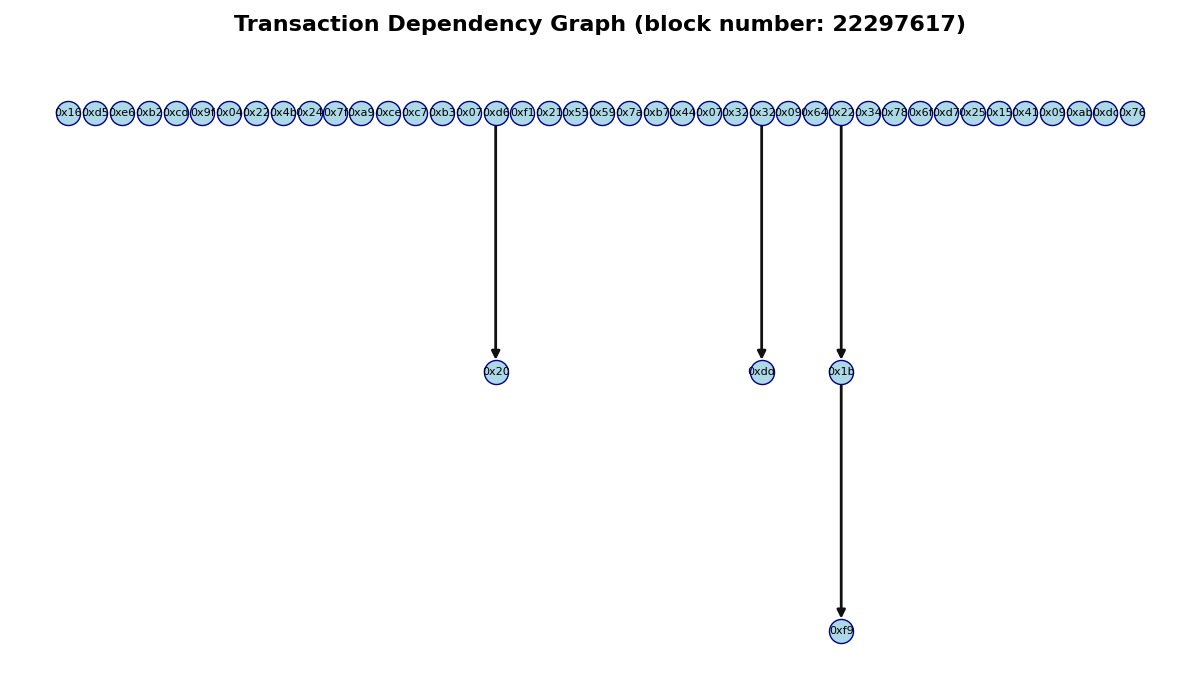 Transaction Dependency Graph (block number: 22297617)
0x16 0xd5 0xe6 0xb2 0xcd 0x9f 0x04 0x22 0x4b 0x24 0x7f 0xa9 0xce 0xc7 0xb3 0x07 0xd6 0xf1 0x21 0x55 0x59 0x7a 0xb7 0x44 0x07 0x32 0x32 0x09 0x64 0x22 0x34 0x78 0x6f 0xd7 0x25 0x15 0x41 0x09 0xab 0xdc 0x76
0x20 0xdd 0x1b
0xf9